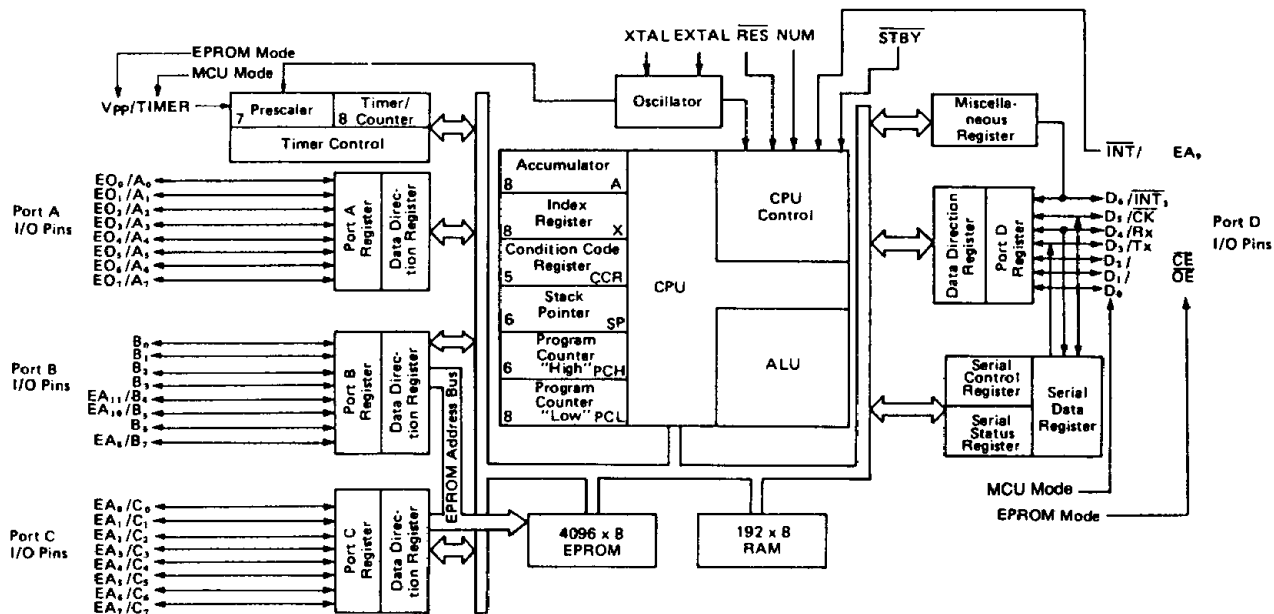 EPROM Mode
MCU Mode
Vpp/TIMER
7 Prescaler
8 Timer/
Counter
Timer Control
XTAL EXTAL RES NUM STBY
Oscillator
Miscellane-
ous
Register
INT/ EA₉
Port A
I/O Pins
EO₀/A₀
EO₁/A₁
EO₂/A₂
EO₃/A₃
EO₄/A₄
EO₅/A₅
EO₆/A₄
EO₇/A₇
Port A
Register
Data Direc-
tion Register
Accumulator
8 A
Index
Register
8 X
Condition Code
Register
5 CCR
Stack
Pointer
6 SP
Program
Counter
6 "High" PCH
Program
Counter
8 "Low" PCL
CPU
CPU
Control
ALU
Data Direction
Register
Port D
Register
D₆/INT₂
D₅/CK
D₄/Rx
D₃/Tx
D₂/ CE
D₁/ OE
D₀
Port D
I/O Pins
Port B
I/O Pins
B₀
B₁
B₂
B₃
EA₁₁/B₄
EA₁₀/B₅
B₆
EA₈/B₇
Port B
Register
Data Direc-
tion Register
EPROM Address Bus
Serial
Control
Register
Serial
Status
Register
Serial Data
Register
MCU Mode
EPROM Mode
Port C
I/O Pins
EA₀/C₀
EA₁/C₁
EA₂/C₂
EA₃/C₃
EA₄/C₄
EA₅/C₅
EA₆/C₆
EA₇/C₇
Port C
Register
Data Direc-
tion Register
4096 x 8
EPROM
192 x 8
RAM